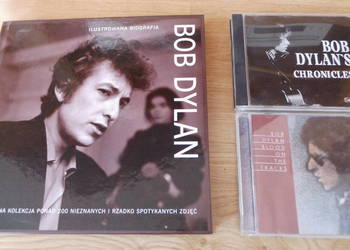 ILUSTROWANA BIOGRAFIA
BOB DYLAN
NA KOLEKCJA PONAD 200 NIEZNANYCH I RZADKO SPOTYKANYCH ZDJĘĆ
BOB
DYLAN'S
CHRONICLES
BOB
DYLAN
BLOOD
ON
THE
TRACKS